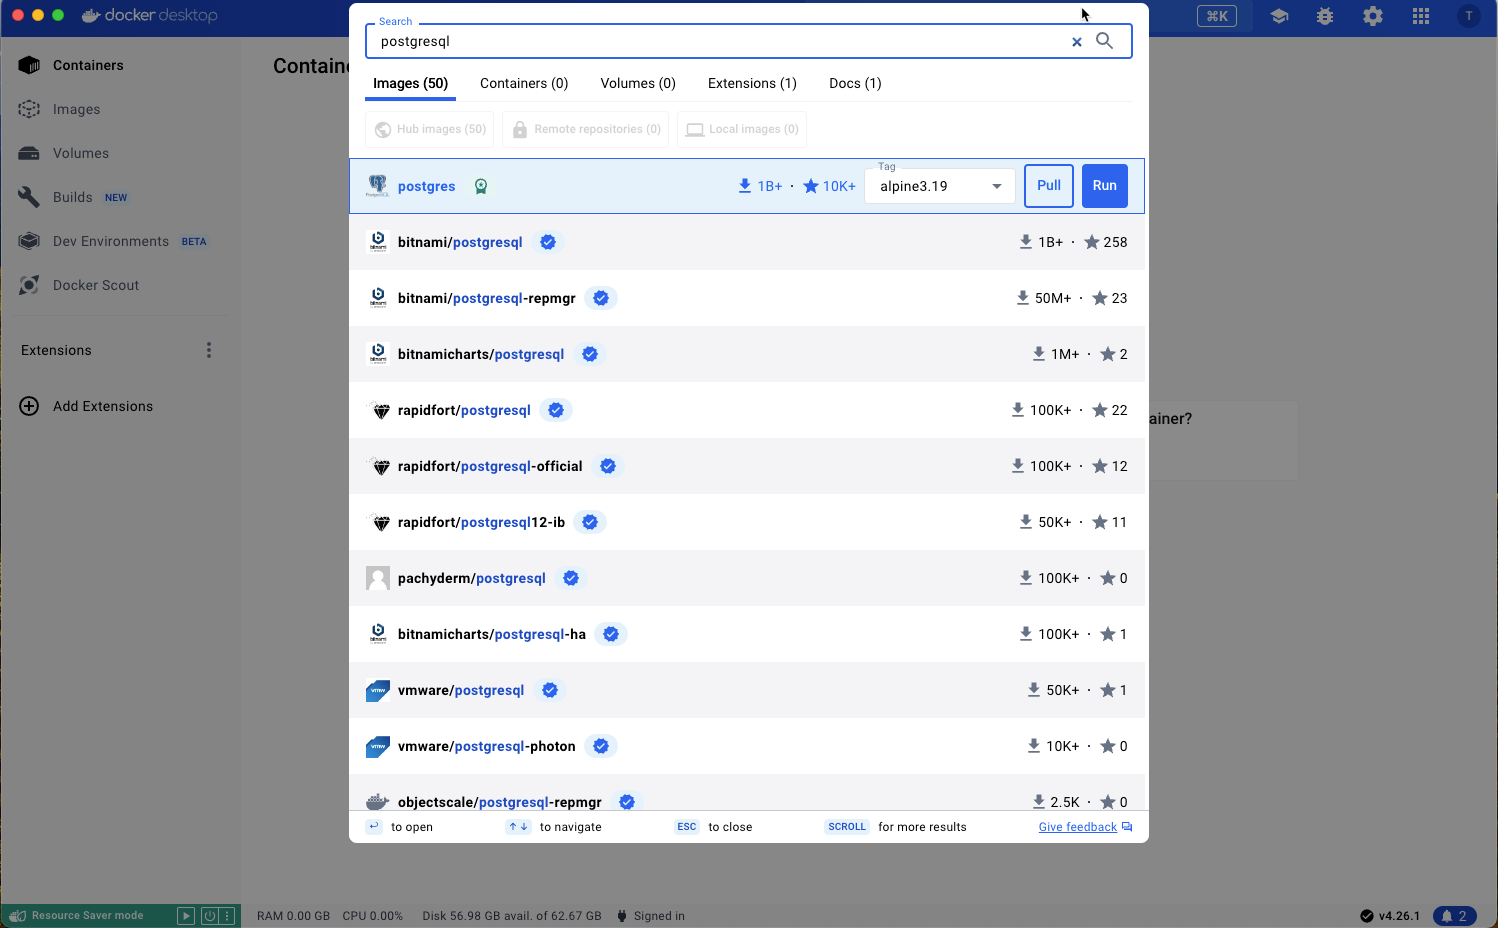 docker desktop
⌘K
T
Containers
Images
Volumes
Builds NEW
Dev Environments BETA
Docker Scout
Extensions
Add Extensions
Containe
ainer?
Search
postgresql
Images (50) Containers (0) Volumes (0) Extensions (1) Docs (1)
Hub images (50) Remote repositories (0) Local images (0)
postgres 1B+ · 10K+ Tag alpine3.19 Pull Run
bitnami/postgresql 1B+ · 258
bitnami/postgresql-repmgr 50M+ · 23
bitnamicharts/postgresql 1M+ · 2
rapidfort/postgresql 100K+ · 22
rapidfort/postgresql-official 100K+ · 12
rapidfort/postgresql12-ib 50K+ · 11
pachyderm/postgresql 100K+ · 0
bitnamicharts/postgresql-ha 100K+ · 1
vmware/postgresql 50K+ · 1
vmware/postgresql-photon 10K+ · 0
objectscale/postgresql-repmgr 2.5K · 0
to open to navigate ESC to close SCROLL for more results Give feedback
Resource Saver mode RAM 0.00 GB CPU 0.00% Disk 56.98 GB avail. of 62.67 GB Signed in v4.26.1 2